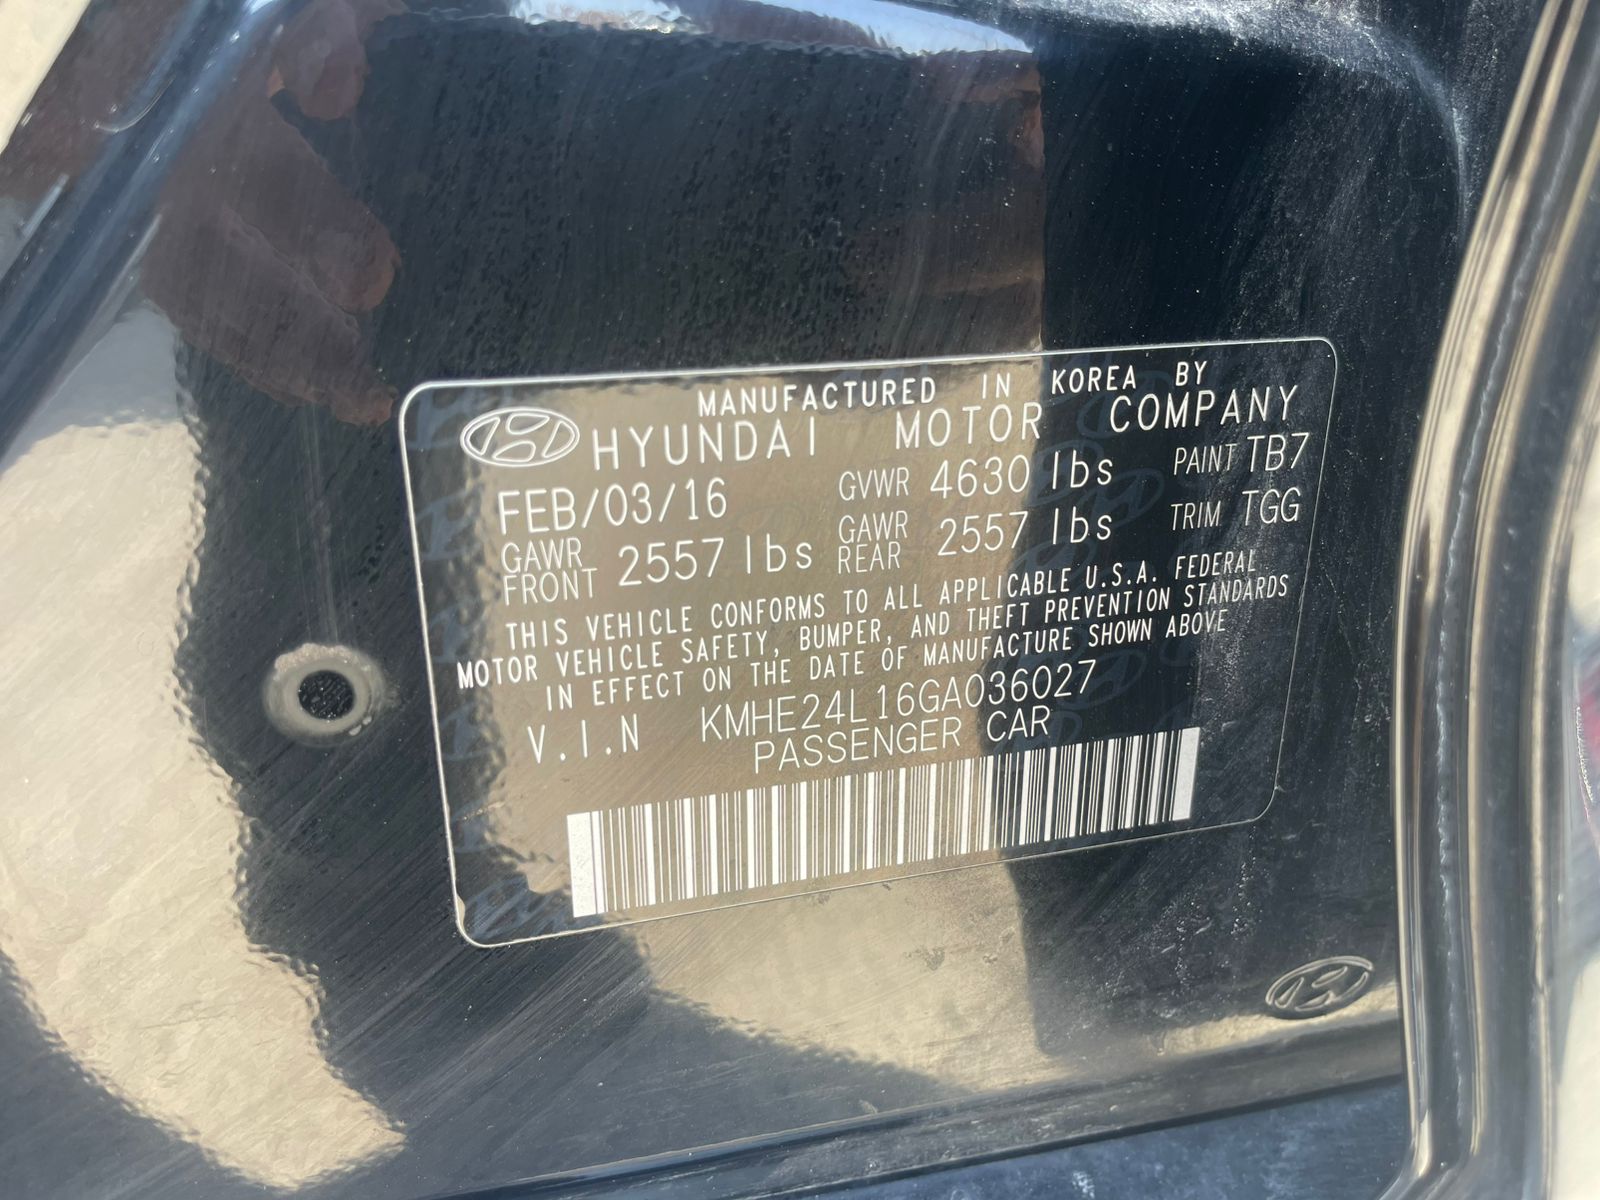 MANUFACTURED IN KOREA BY
HYUNDAI MOTOR COMPANY
FEB/03/16 GVWR 4630 lbs PAINT TB7
GAWR FRONT 2557 lbs GAWR REAR 2557 lbs TRIM TGG
THIS VEHICLE CONFORMS TO ALL APPLICABLE U.S.A. FEDERAL
MOTOR VEHICLE SAFETY, BUMPER, AND THEFT PREVENTION STANDARDS
IN EFFECT ON THE DATE OF MANUFACTURE SHOWN ABOVE
V.I.N KMHE24L16GA036027
PASSENGER CAR